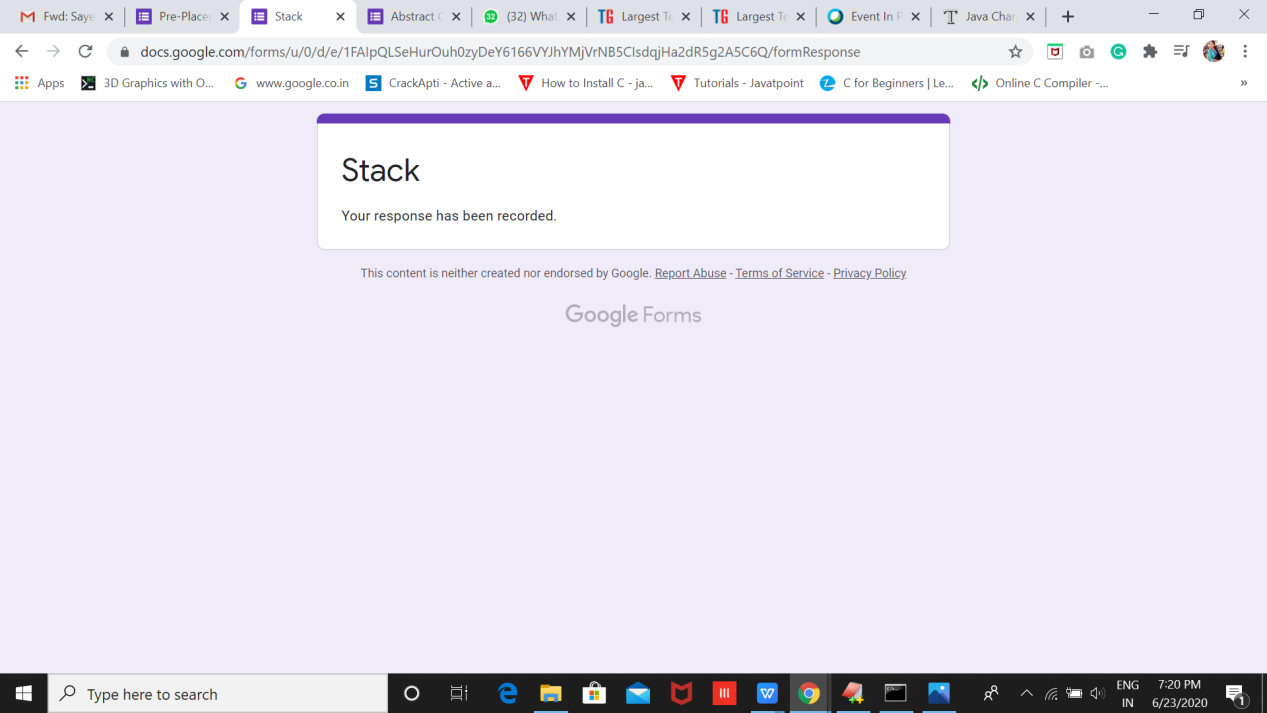 Fwd: Saye
Pre-Placer
Stack
Abstract C
(32) What
Largest Te
Largest Te
Event In P
Java Char
docs.google.com/forms/u/0/d/e/1FAIpQLSeHurOuh0zyDeY6166VYJhYMjVrNB5CIsdqjHa2dR5g2A5C6Q/formResponse
Apps
3D Graphics with O...
www.google.co.in
CrackApti - Active a...
How to Install C - ja...
Tutorials - Javatpoint
C for Beginners | Le...
Online C Compiler -...
Stack
Your response has been recorded.
This content is neither created nor endorsed by Google. Report Abuse - Terms of Service - Privacy Policy
Google Forms
Type here to search
ENG
IN
7:20 PM
6/23/2020
1